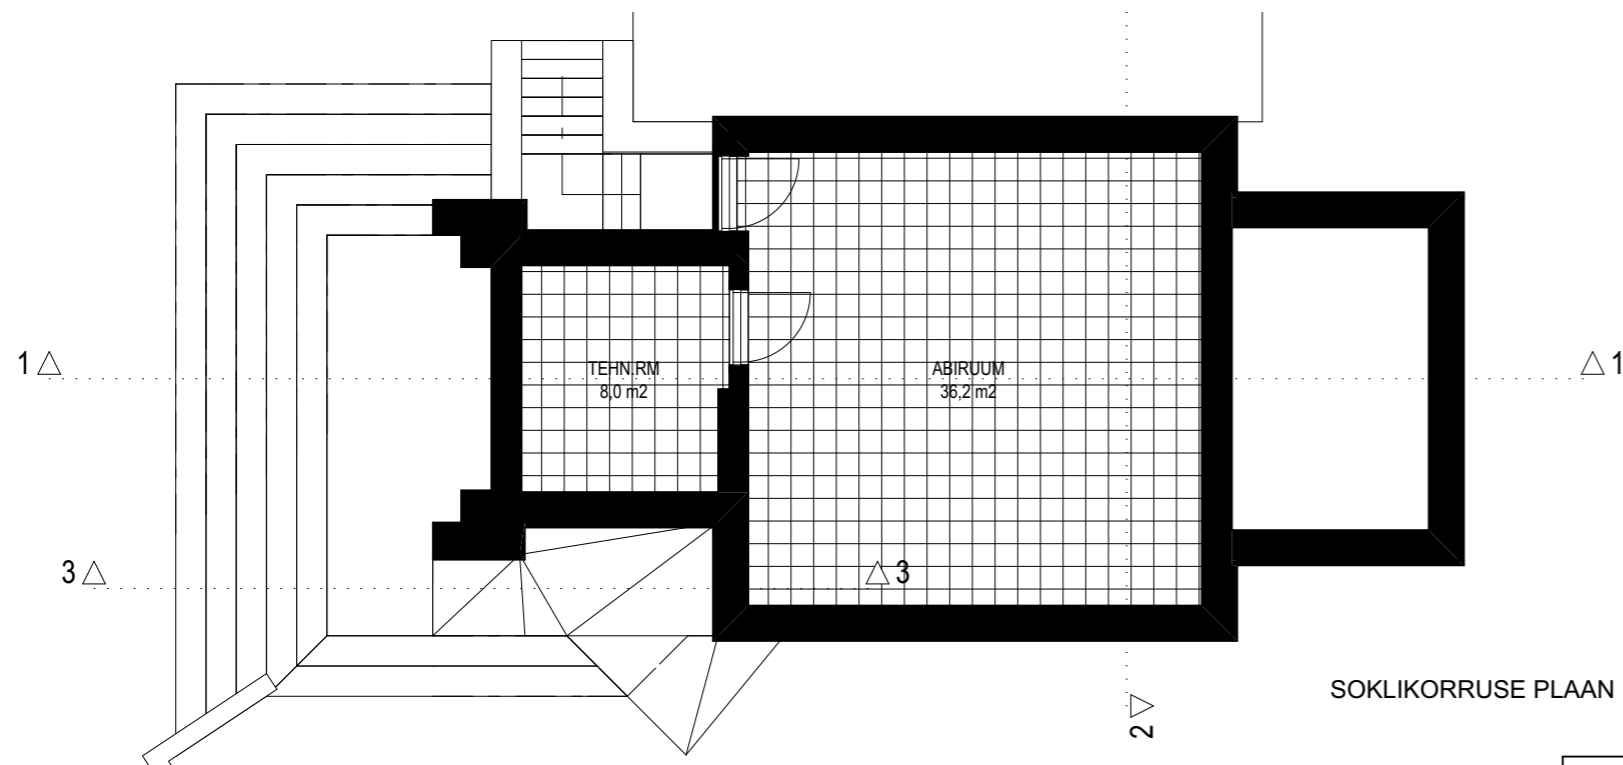 1
TEHN.RM
8,0 m2
ABIRUUM
36,2 m2
1
3
3
SOKLIKORRUSE PLAAN
2